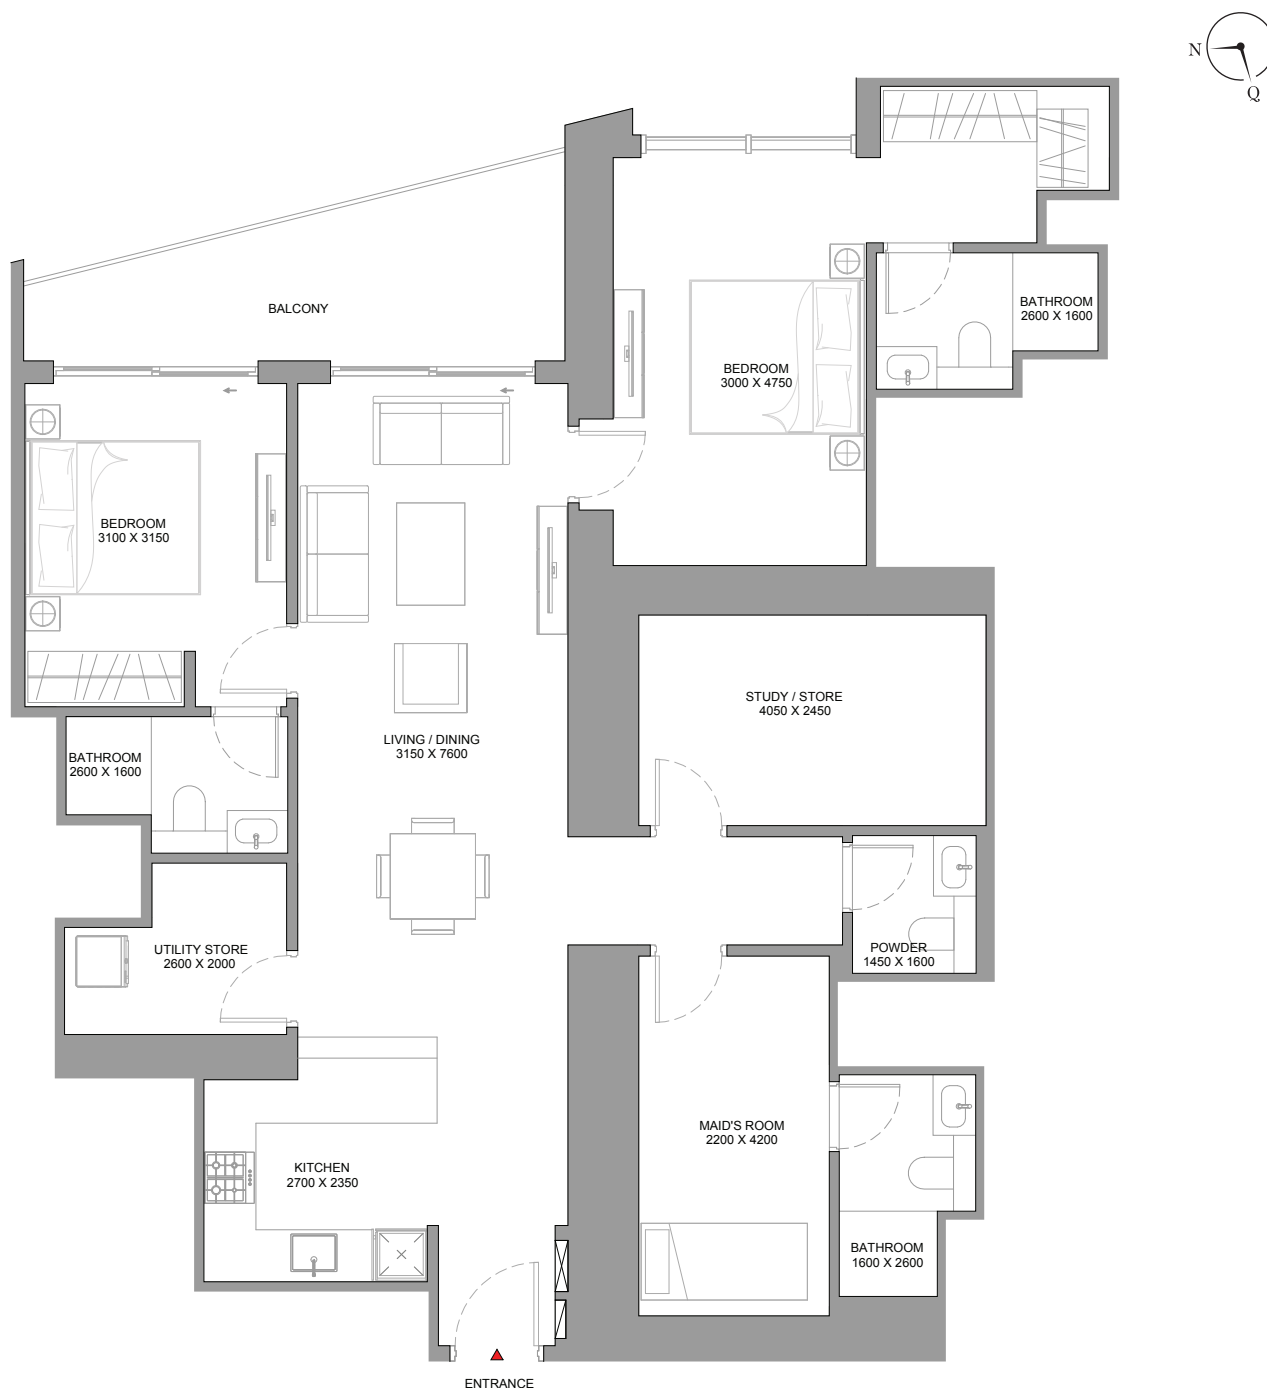 N
Q
BALCONY
BATHROOM
2600 X 1600
BEDROOM
3000 X 4750
BEDROOM
3100 X 3150
STUDY / STORE
4050 X 2450
LIVING / DINING
3150 X 7600
BATHROOM
2600 X 1600
UTILITY STORE
2600 X 2000
POWDER
1450 X 1600
MAID'S ROOM
2200 X 4200
KITCHEN
2700 X 2350
BATHROOM
1600 X 2600
ENTRANCE